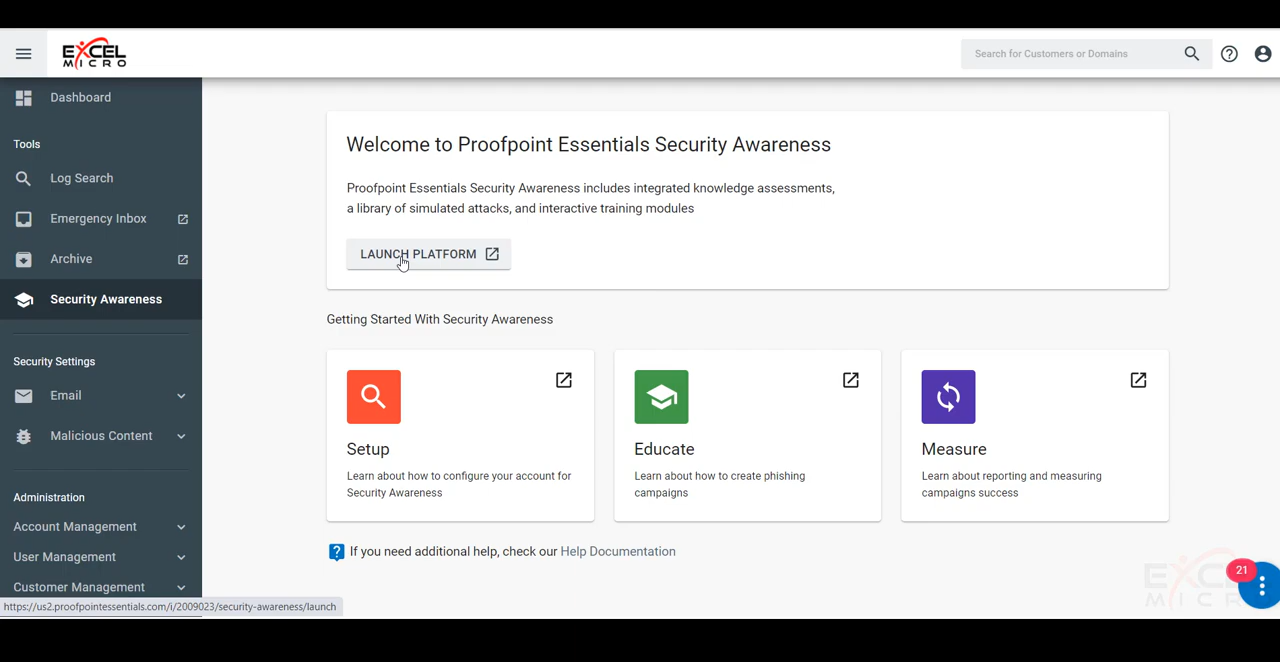 EXCEL
MICRO
Search for Customers or Domains
Dashboard
Tools
Log Search
Emergency Inbox
Archive
Security Awareness
Security Settings
Email
Malicious Content
Administration
Account Management
User Management
Customer Management
https://us2.proofpointessentials.com/i/2009023/security-awareness/launch
Welcome to Proofpoint Essentials Security Awareness
Proofpoint Essentials Security Awareness includes integrated knowledge assessments,
a library of simulated attacks, and interactive training modules
LAUNCH PLATFORM
Getting Started With Security Awareness
Setup
Learn about how to configure your account for
Security Awareness
Educate
Learn about how to create phishing
campaigns
Measure
Learn about reporting and measuring
campaigns success
? If you need additional help, check our Help Documentation
EXCEL
MICRO
21